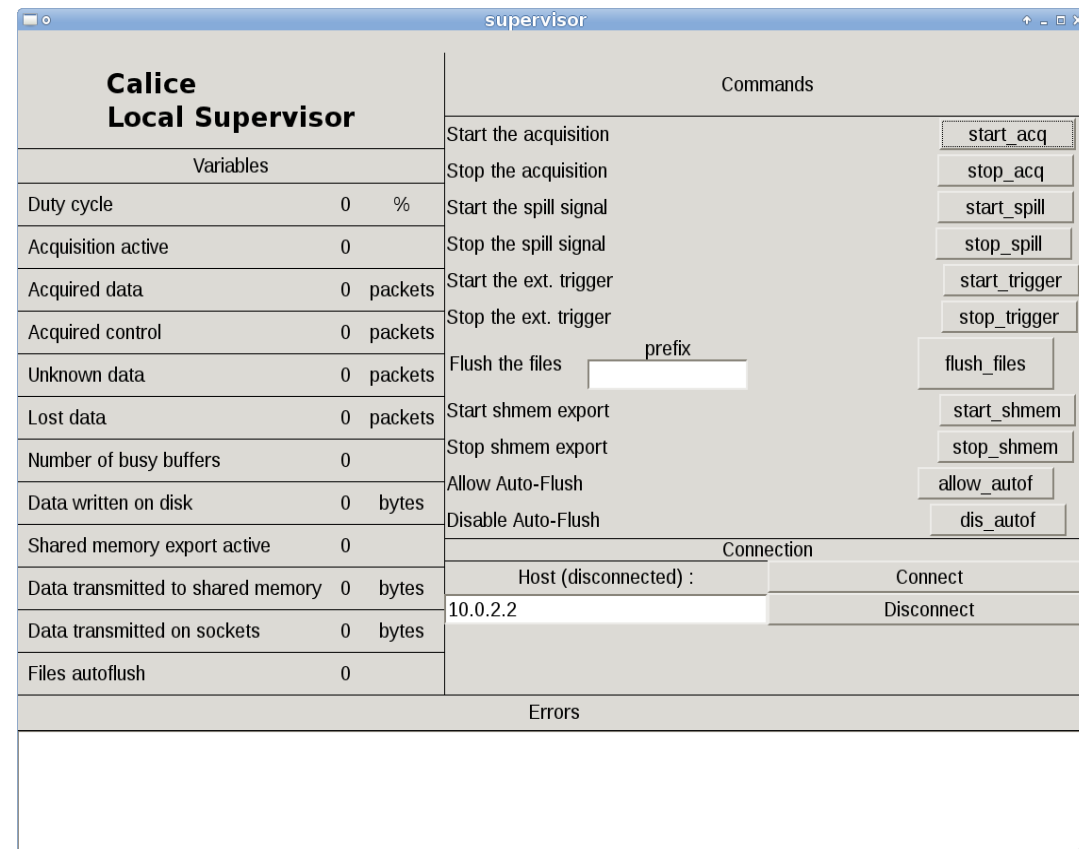 supervisor
Calice
Local Supervisor
Variables
Duty cycle 0 %
Acquisition active 0
Acquired data 0 packets
Acquired control 0 packets
Unknown data 0 packets
Lost data 0 packets
Number of busy buffers 0
Data written on disk 0 bytes
Shared memory export active 0
Data transmitted to shared memory 0 bytes
Data transmitted on sockets 0 bytes
Files autoflush 0
Commands
Start the acquisition start_acq
Stop the acquisition stop_acq
Start the spill signal start_spill
Stop the spill signal stop_spill
Start the ext. trigger start_trigger
Stop the ext. trigger stop_trigger
prefix
Flush the files flush_files
Start shmem export start_shmem
Stop shmem export stop_shmem
Allow Auto-Flush allow_autof
Disable Auto-Flush dis_autof
Connection
Host (disconnected) : Connect
10.0.2.2 Disconnect
Errors